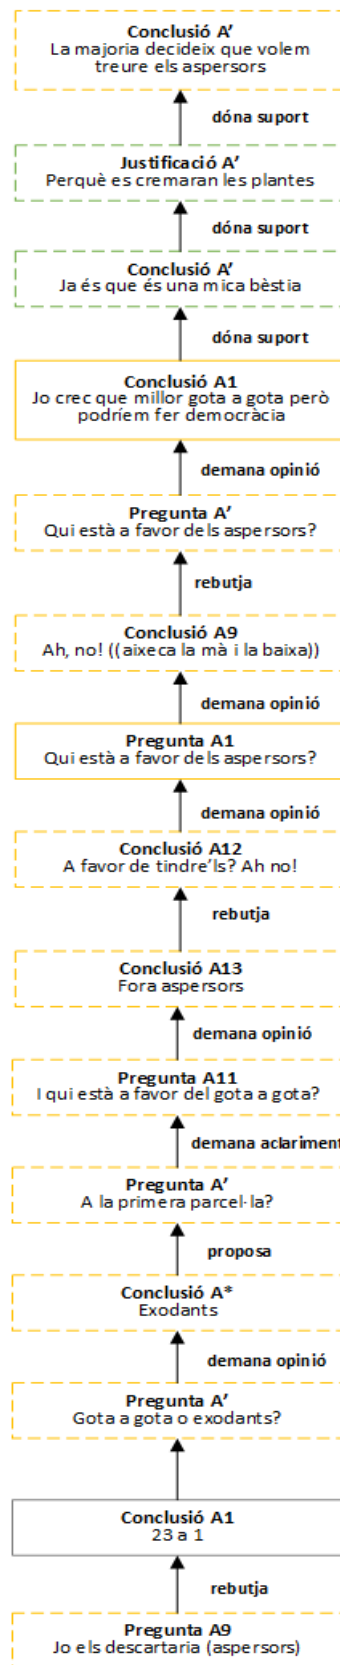 Conclusió A’
La majoria decideix que volem
treure els aspersors
dóna suport
Justificació A’
Perquè es cremaran les plantes
dóna suport
Conclusió A’
Ja és que és una mica bèstia
dóna suport
Conclusió A1
Jo crec que millor gota a gota però
podríem fer democràcia
demana opinió
Pregunta A’
Qui està a favor dels aspersors?
rebutja
Conclusió A9
Ah, no! ((aixeca la mà i la baixa))
demana opinió
Pregunta A1
Qui està a favor dels aspersors?
demana opinió
Conclusió A12
A favor de tindre’ls? Ah no!
rebutja
Conclusió A13
Fora aspersors
demana opinió
Pregunta A11
I qui està a favor del gota a gota?
demana aclariment
Pregunta A’
A la primera parcel·la?
proposa
Conclusió A*
Exodants
demana opinió
Pregunta A’
Gota a gota o exodants?
Conclusió A1
23 a 1
rebutja
Pregunta A9
Jo els descartaria (aspersors)